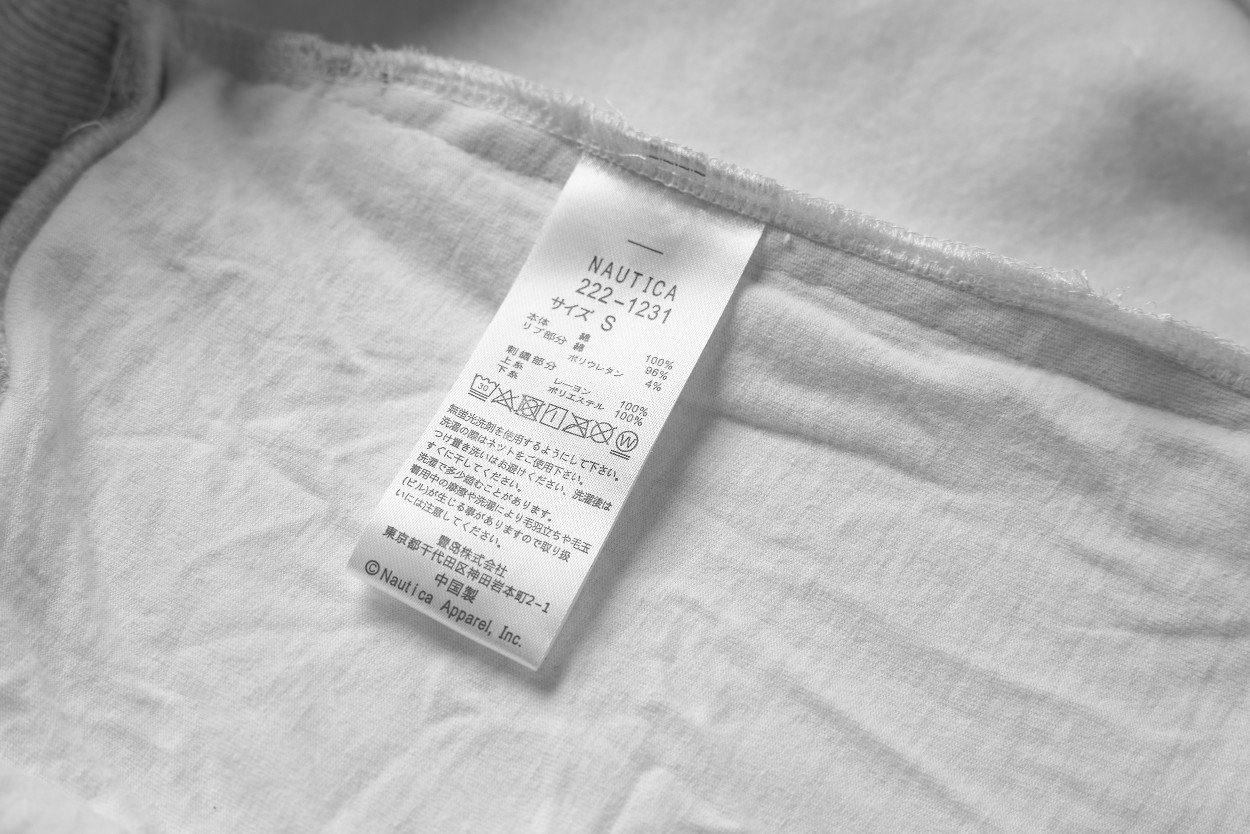 NAUTICA
222-1231
サイズ S
本体 綿 100%
リブ部分 綿 96%
ポリウレタン 4%
刺繍部分
上糸 レーヨン 100%
下糸 ポリエステル 100%
30 W
無蛍光洗剤を使用するようにして下さい。
洗濯の際はネットをご使用下さい。
つけ置き洗いはお避けください、洗濯後は
すぐに干してください。
洗濯で多少縮むことがあります。
着用中の摩擦や洗濯により毛羽立ちや毛玉
(ピル)が生じる事がありますので取り扱
いには注意してください。
豊島株式会社
東京都千代田区神田岩本町2-1
中国製
©Nautica Apparel, Inc.